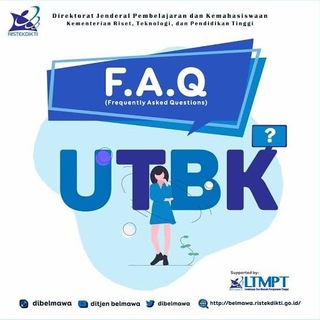 Direktorat Jenderal Pembelajaran dan Kemahasiswaan
Kementerian Riset, Teknologi, dan Pendidikan Tinggi
RISTEKDIKTI
F.A.Q
(Frequently Asked Questions)
?
UTBK
Supported by:
LTMPT
dibelmawa
ditjen belmawa
dibelmawa
http://belmawa.ristekdikti.go.id/